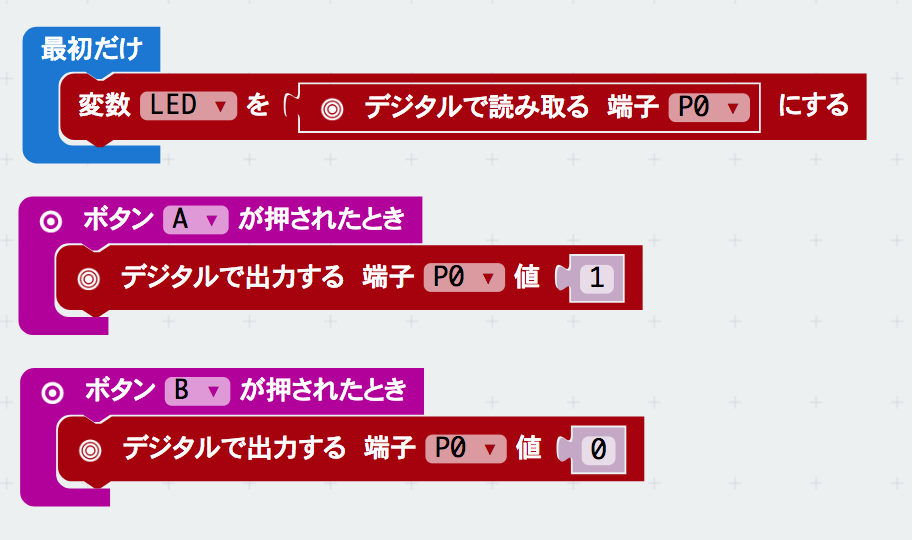 最初だけ
変数 LED を デジタルで読み取る 端子 P0 にする
ボタン A が押されたとき
デジタルで出力する 端子 P0 値 1
ボタン B が押されたとき
デジタルで出力する 端子 P0 値 0